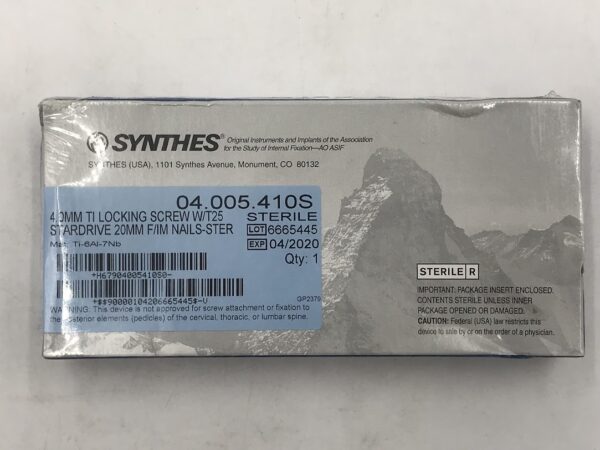 SYNTHES®
Original Instruments and Implants of the Association
for the Study of Internal Fixation—AO ASIF
SYNTHES (USA), 1101 Synthes Avenue, Monument, CO 80132
04.005.410S
4.0MM TI LOCKING SCREW W/T25 STERILE
STARDRIVE 20MM F/IM NAILS-STER LOT 6665445
Mat: Ti-6Al-7Nb EXP 04/2020
Qty: 1
*H67904005410S0-
*$$90000104206665445$-U
GP2379
WARNING: This device is not approved for screw attachment or fixation to
the posterior elements (pedicles) of the cervical, thoracic, or lumbar spine.
STERILE R
IMPORTANT: PACKAGE INSERT ENCLOSED.
CONTENTS STERILE UNLESS INNER
PACKAGE OPENED OR DAMAGED.
CAUTION: Federal (USA) law restricts this
device to sale by or on the order of a physician.